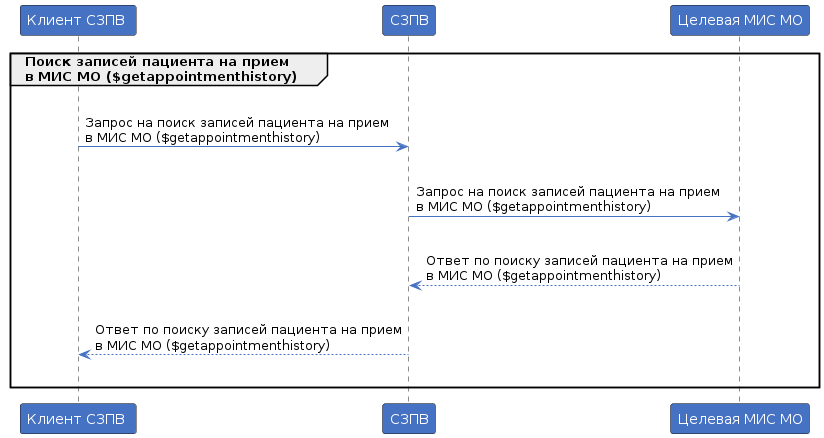 Клиент СЗПВ
СЗПВ
Целевая МИС МО
Поиск записей пациента на прием
в МИС МО ($getappointmenthistory)
Запрос на поиск записей пациента на прием
в МИС МО ($getappointmenthistory)
Запрос на поиск записей пациента на прием
в МИС МО ($getappointmenthistory)
Ответ по поиску записей пациента на прием
в МИС МО ($getappointmenthistory)
Ответ по поиску записей пациента на прием
в МИС МО ($getappointmenthistory)
Клиент СЗПВ
СЗПВ
Целевая МИС МО